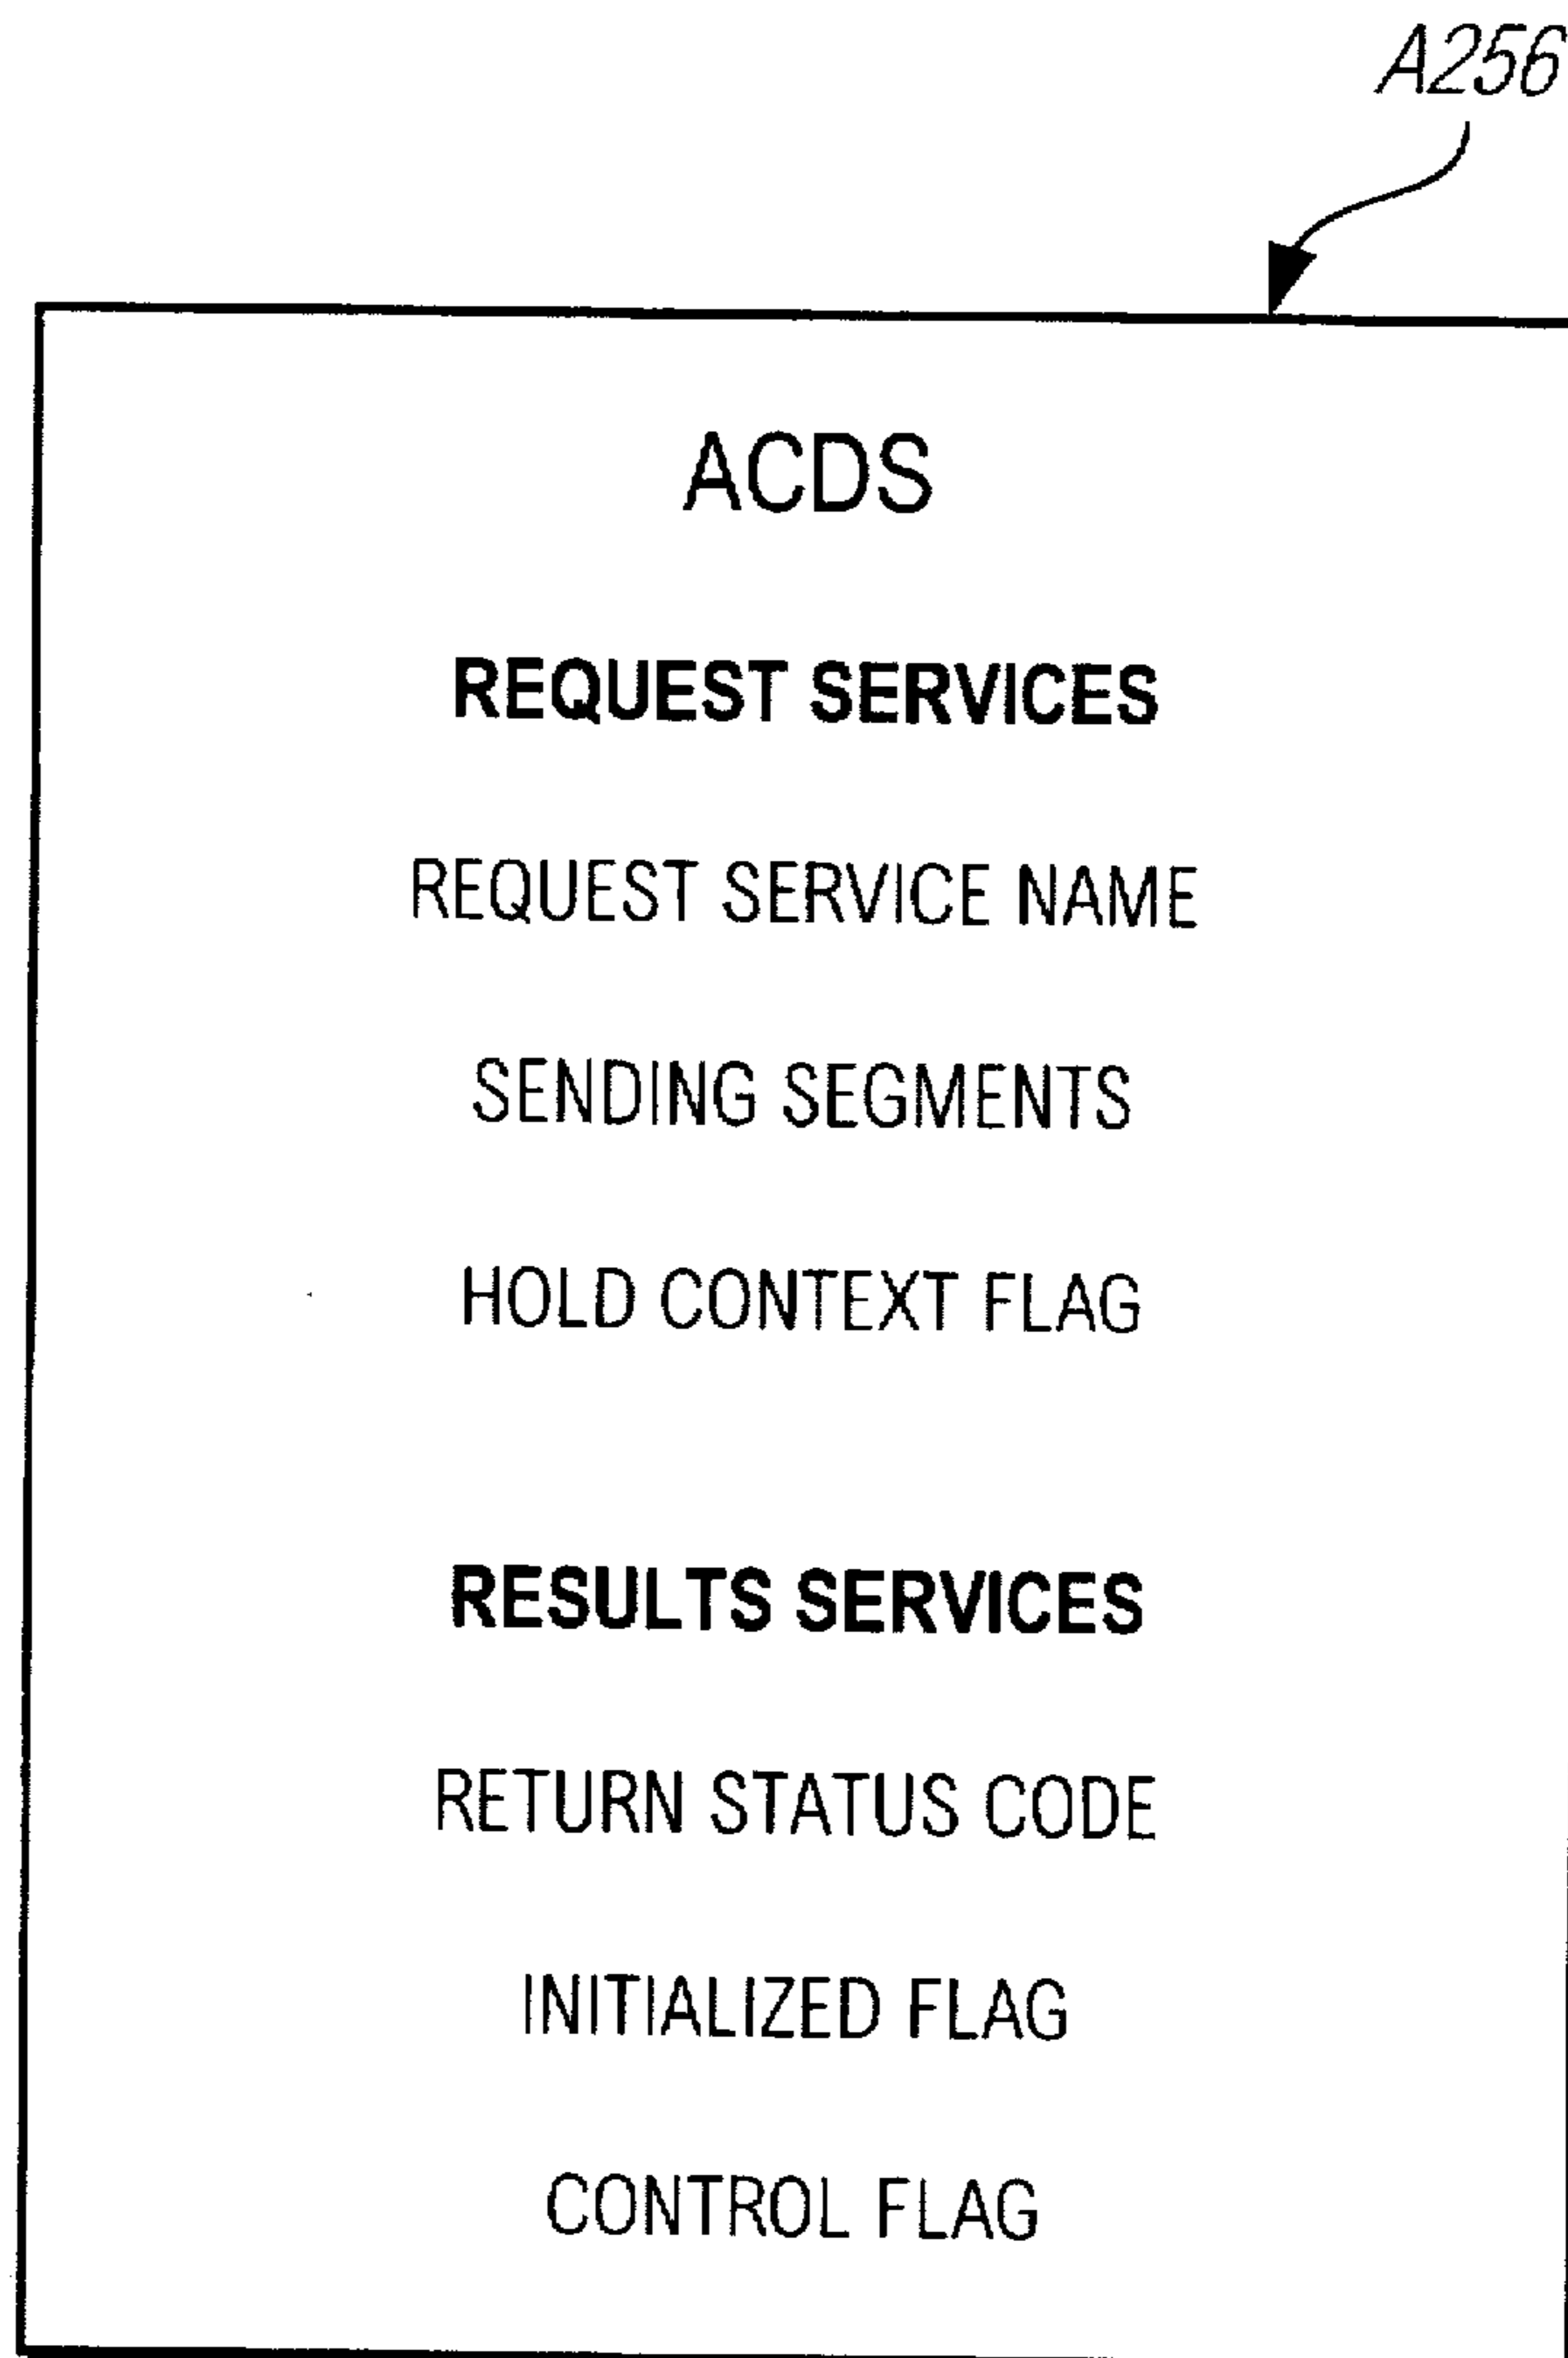 A256
ACDS
REQUEST SERVICES
REQUEST SERVICE NAME
SENDING SEGMENTS
HOLD CONTEXT FLAG
RESULTS SERVICES
RETURN STATUS CODE
INITIALIZED FLAG
CONTROL FLAG